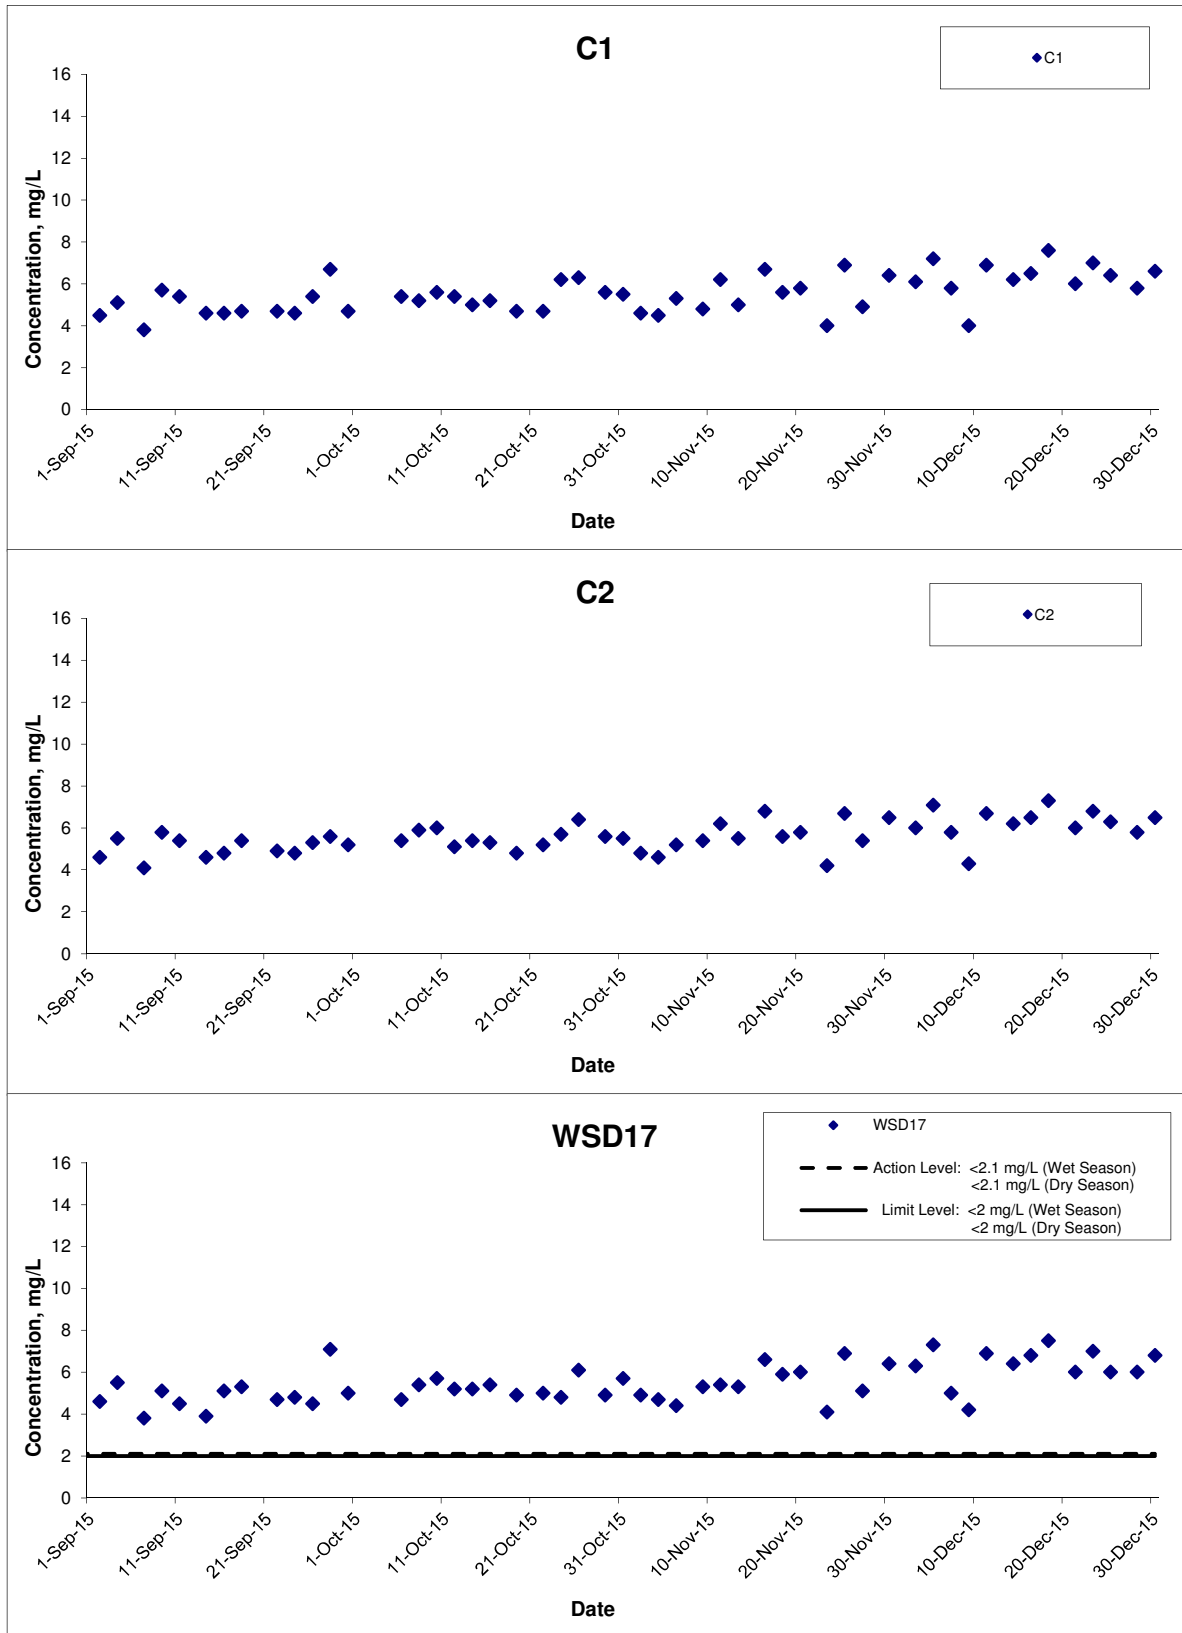 C1
C1
16
14
12
10
8
6
4
2
0
Concentration, mg/L
1-Sep-15
11-Sep-15
21-Sep-15
1-Oct-15
11-Oct-15
21-Oct-15
31-Oct-15
10-Nov-15
20-Nov-15
30-Nov-15
10-Dec-15
20-Dec-15
30-Dec-15
Date
C2
C2
16
14
12
10
8
6
4
2
0
Concentration, mg/L
1-Sep-15
11-Sep-15
21-Sep-15
1-Oct-15
11-Oct-15
21-Oct-15
31-Oct-15
10-Nov-15
20-Nov-15
30-Nov-15
10-Dec-15
20-Dec-15
30-Dec-15
Date
WSD17
WSD17
Action Level: <2.1 mg/L (Wet Season)
<2.1 mg/L (Dry Season)
Limit Level: <2 mg/L (Wet Season)
<2 mg/L (Dry Season)
16
14
12
10
8
6
4
2
0
Concentration, mg/L
1-Sep-15
11-Sep-15
21-Sep-15
1-Oct-15
11-Oct-15
21-Oct-15
31-Oct-15
10-Nov-15
20-Nov-15
30-Nov-15
10-Dec-15
20-Dec-15
30-Dec-15
Date